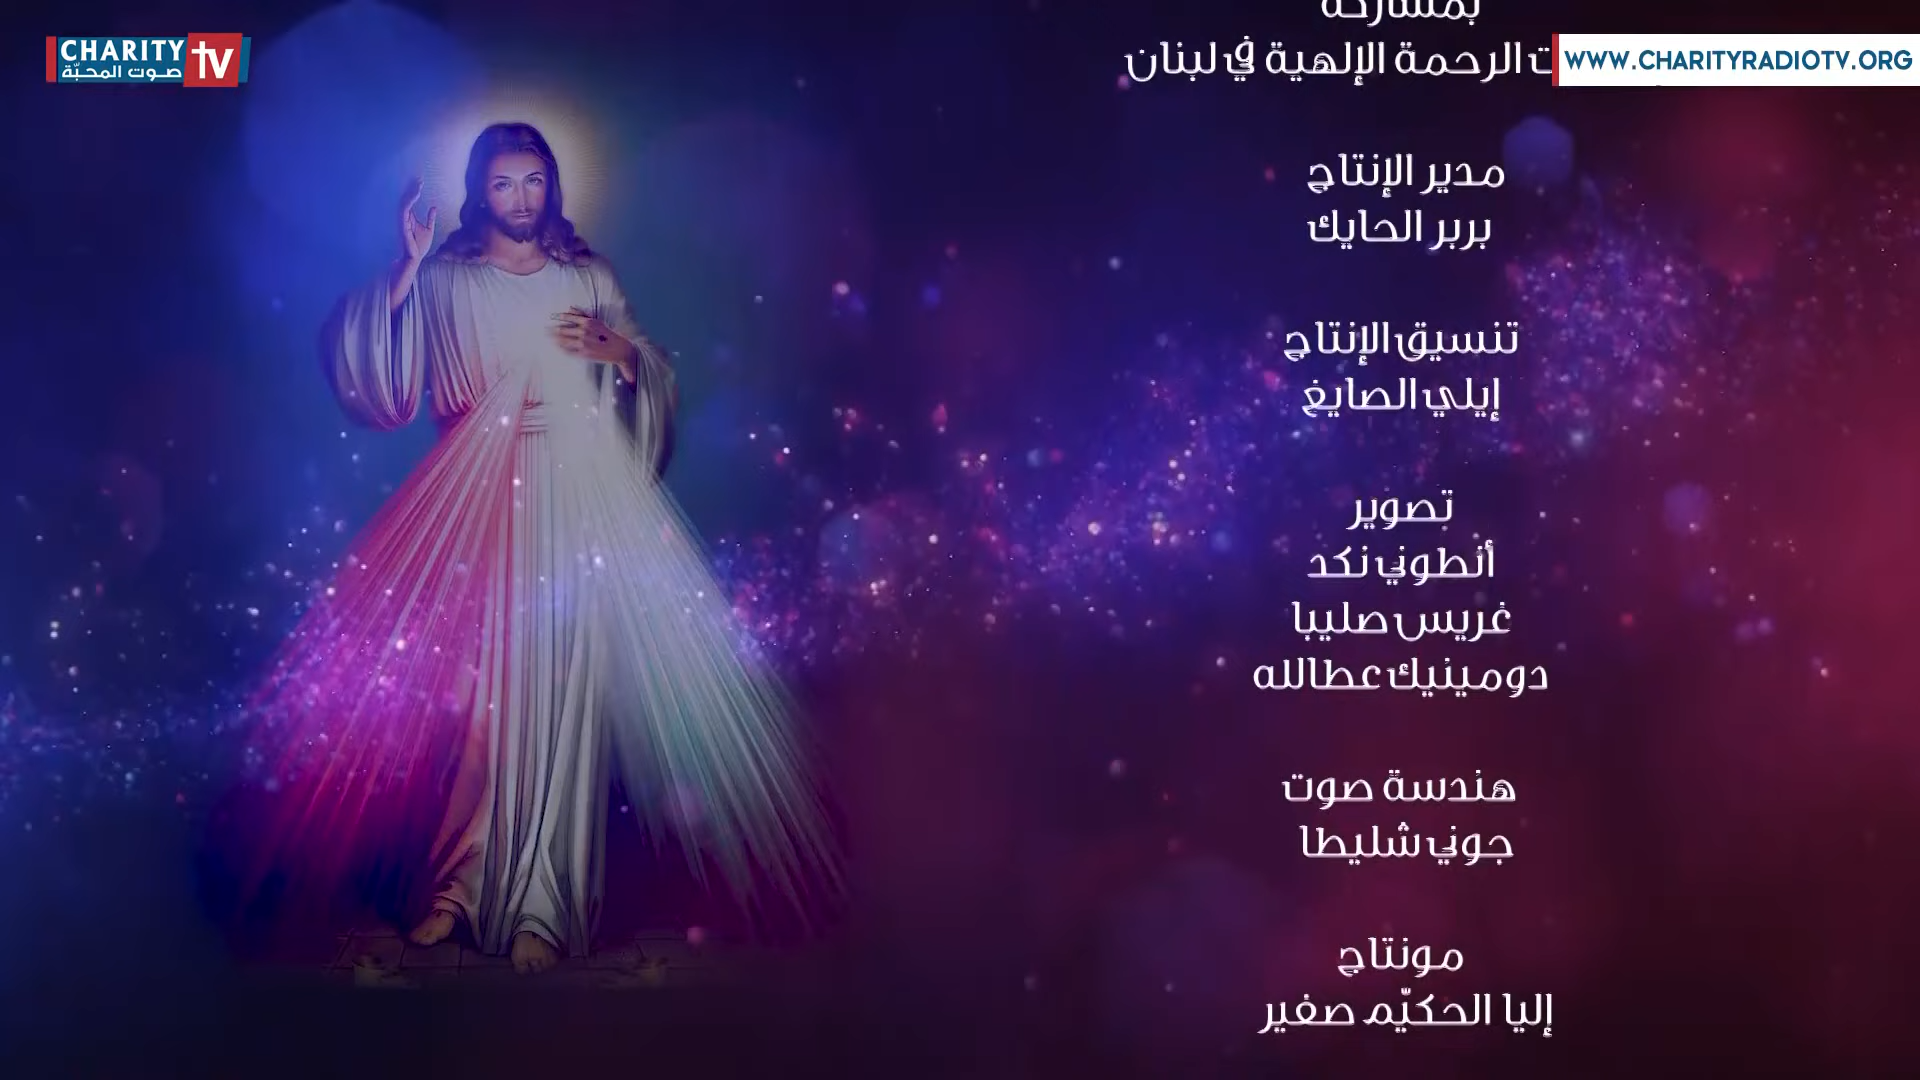 CHARITY tv
صوت المحبّة
WWW.CHARITYRADIOTV.ORG
بمشاركة
الرحمة الإلهية في لبنان
مدير الإنتاج
بربر الحايك
تنسيق الإنتاج
إيلي الصايغ
تصوير
أنطوني نكد
غريس صليبا
دومينيك عطالله
هندسة صوت
جوني شليطا
مونتاج
إليا الحكيّم صفير